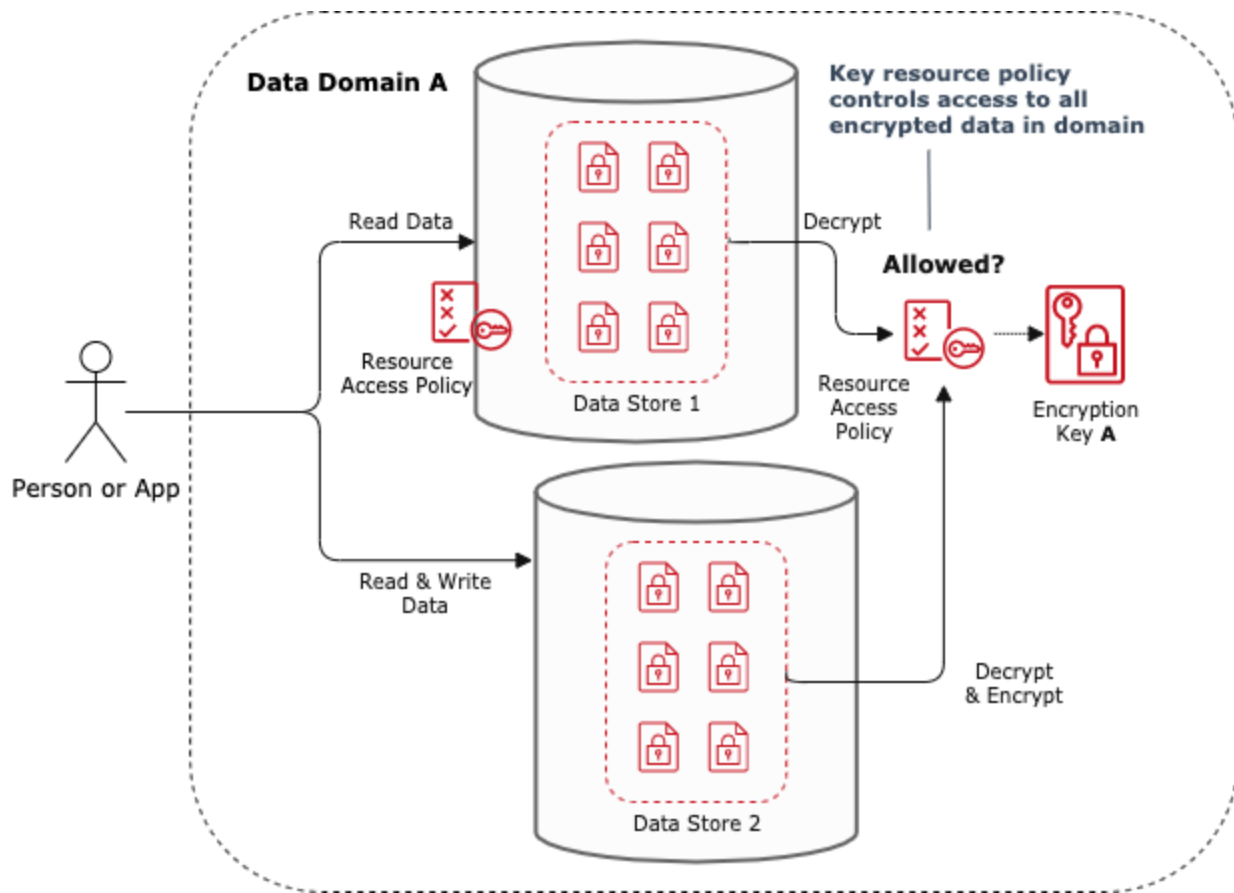 Data Domain A
Key resource policy
controls access to all
encrypted data in domain
Read Data
Decrypt
Allowed?
Resource
Access Policy
Data Store 1
Resource
Access
Policy
Encryption
Key A
Person or App
Read & Write
Data
Decrypt
& Encrypt
Data Store 2